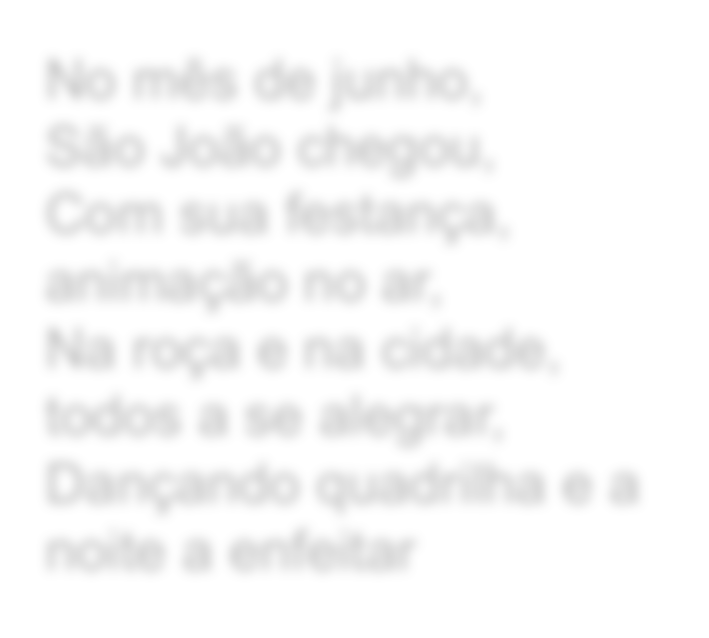 No mês de junho,
São João chegou,
Com sua festança,
animação no ar,
Na roça e na cidade,
todos a se alegrar,
Dançando quadrilha e a
noite a enfeitar